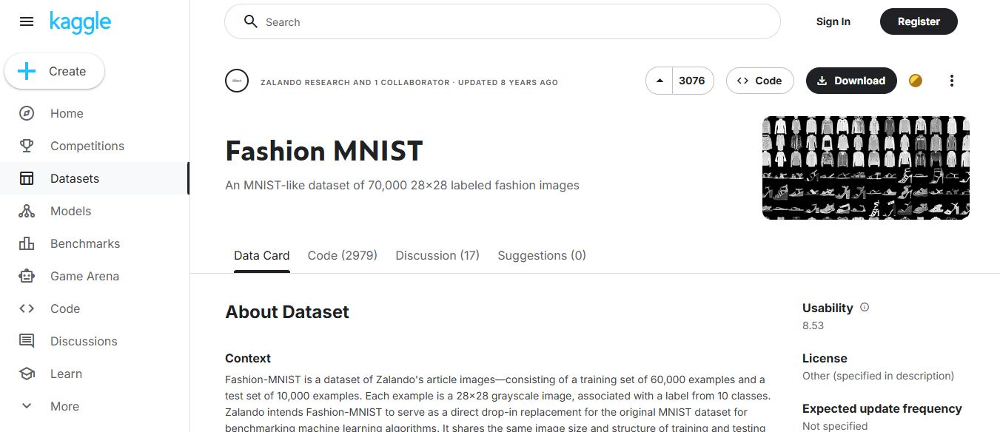 kaggle
Search
Sign In
Register
Create
ZALANDO RESEARCH AND 1 COLLABORATOR · UPDATED 8 YEARS AGO
3076
Code
Download
Home
Competitions
Datasets
Models
Benchmarks
Game Arena
Code
Discussions
Learn
More
Fashion MNIST
An MNIST-like dataset of 70,000 28×28 labeled fashion images
Data Card
Code (2979)
Discussion (17)
Suggestions (0)
About Dataset
Context
Fashion-MNIST is a dataset of Zalando's article images—consisting of a training set of 60,000 examples and a
test set of 10,000 examples. Each example is a 28×28 grayscale image, associated with a label from 10 classes.
Zalando intends Fashion-MNIST to serve as a direct drop-in replacement for the original MNIST dataset for
benchmarking machine learning algorithms. It shares the same image size and structure of training and testing
Usability
8.53
License
Other (specified in description)
Expected update frequency
Not specified